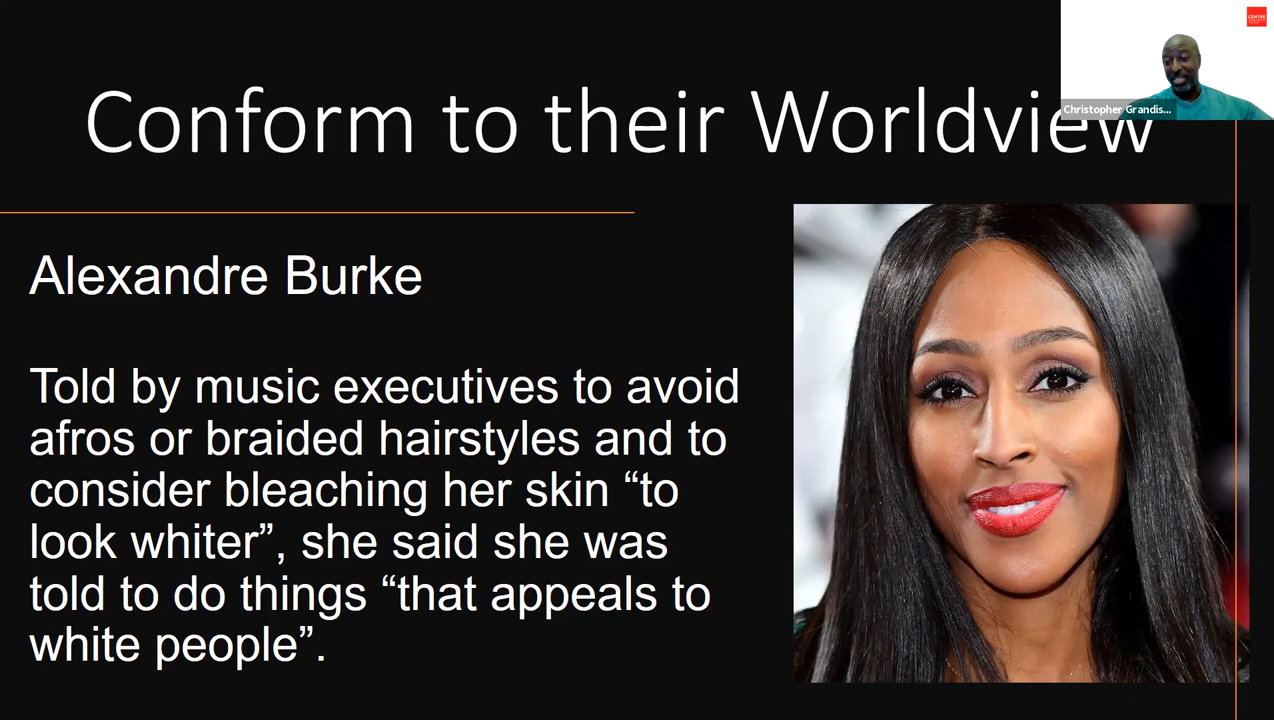 CENTRE
Conform to their Worldview
Christopher Grandis...
Alexandre Burke
Told by music executives to avoid
afros or braided hairstyles and to
consider bleaching her skin “to
look whiter”, she said she was
told to do things “that appeals to
white people”.